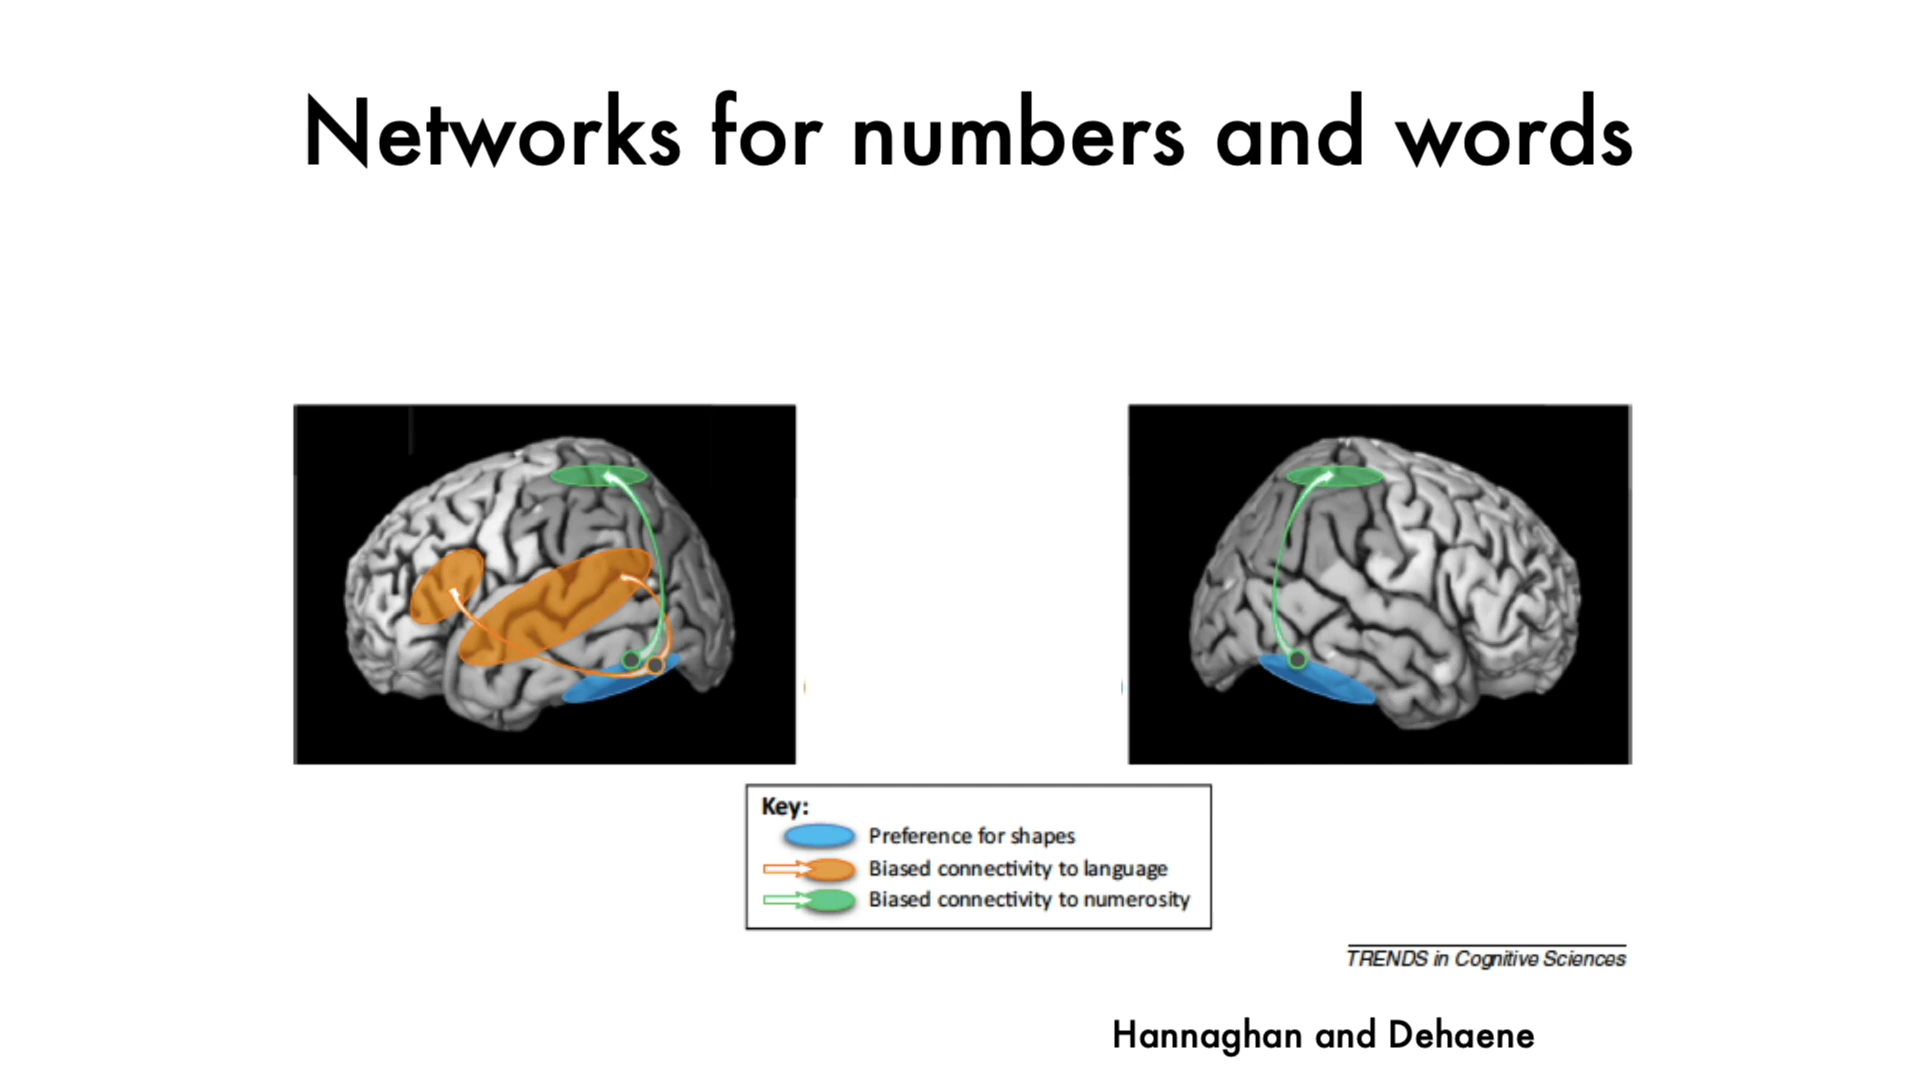 Networks for numbers and words
Key:
Preference for shapes
Biased connectivity to language
Biased connectivity to numerosity
TRENDS in Cognitive Sciences
Hannaghan and Dehaene